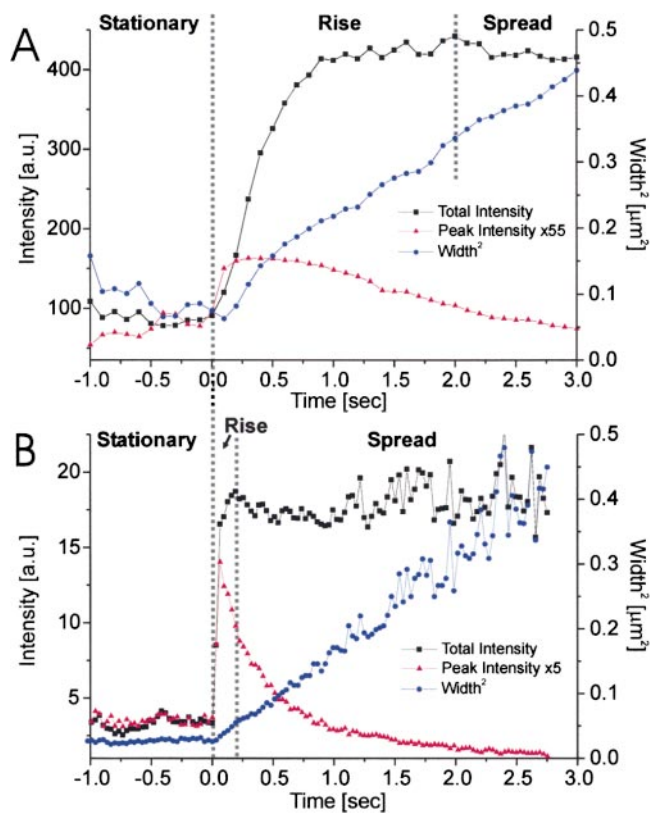 A
Stationary Rise Spread
400
300
200
100
Intensity [a.u.]
0.5
0.4
0.3
0.2
0.1
0.0
Width² [µm²]
Total Intensity
Peak Intensity x55
Width²
-1.0 -0.5 0.0 0.5 1.0 1.5 2.0 2.5 3.0
Time [sec]
B
Stationary Rise Spread
20
15
10
5
Intensity [a.u.]
0.5
0.4
0.3
0.2
0.1
0.0
Width² [µm²]
Total Intensity
Peak Intensity x5
Width²
-1.0 -0.5 0.0 0.5 1.0 1.5 2.0 2.5 3.0
Time [sec]